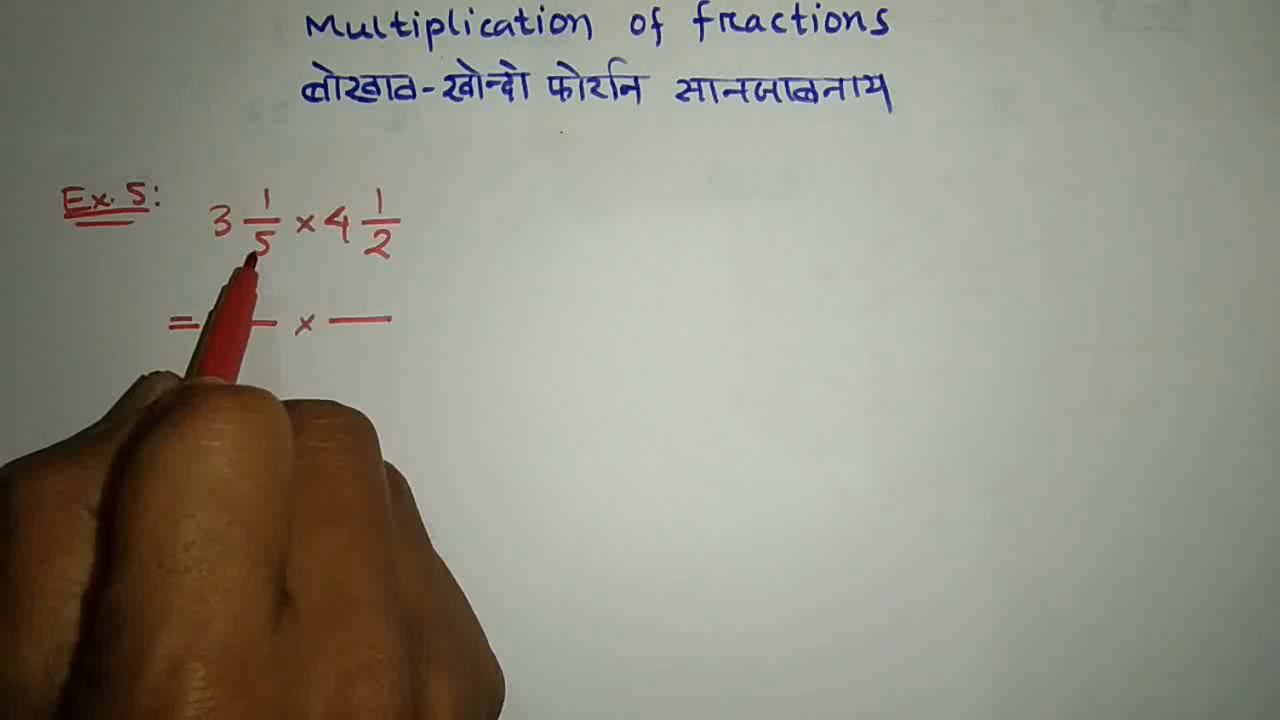 Multiplication of fractions
बोखाव-खोन्दो फोरनि सानजाबनाय
Ex. 5: 3 1/5 × 4 1/2
= — × —